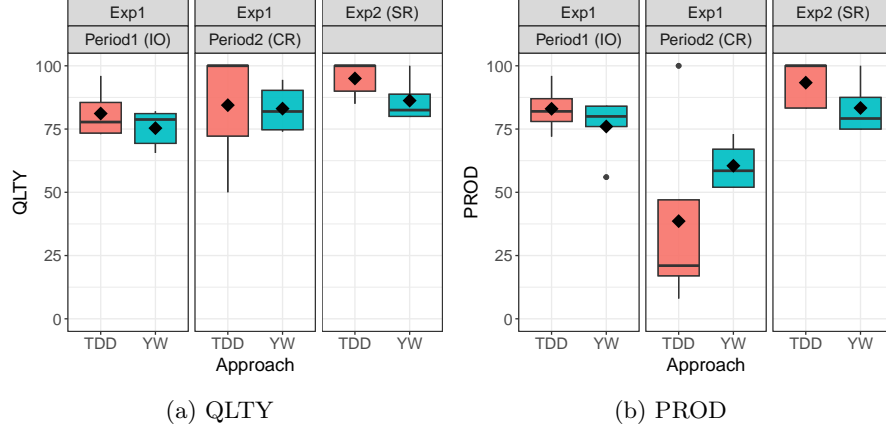 Exp1 Exp1 Exp2 (SR)
Period1 (IO) Period2 (CR)
QLTY
100
75
50
25
0
TDD YW TDD YW TDD YW
Approach
(a) QLTY
Exp1 Exp1 Exp2 (SR)
Period1 (IO) Period2 (CR)
PROD
100
75
50
25
0
TDD YW TDD YW TDD YW
Approach
(b) PROD